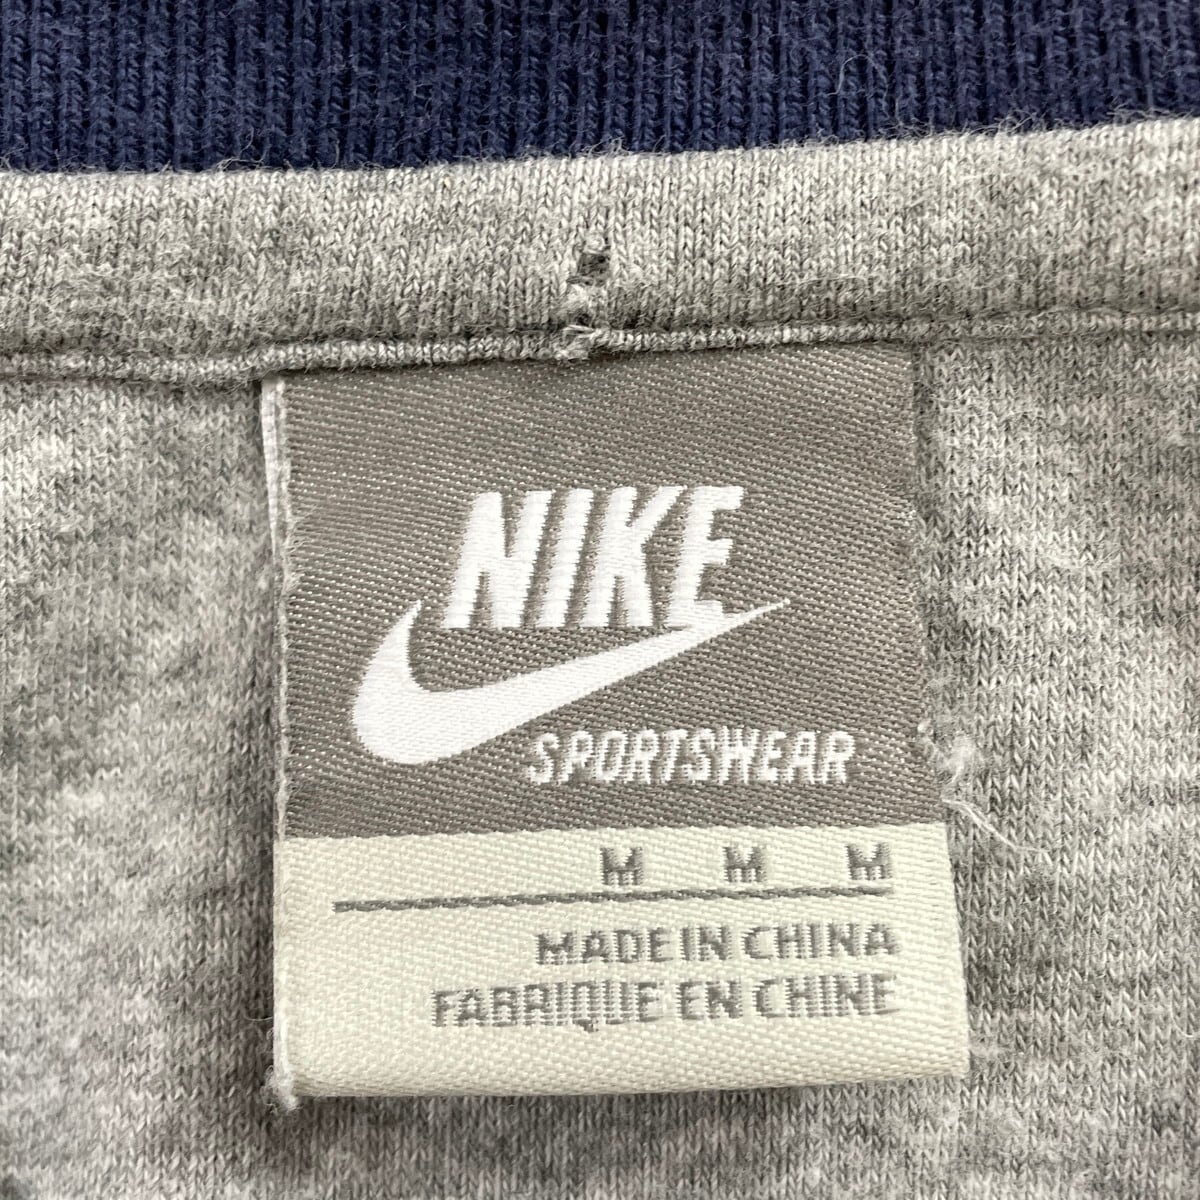 NIKE
SPORTSWEAR
M M M
MADE IN CHINA
FABRIQUE EN CHINE